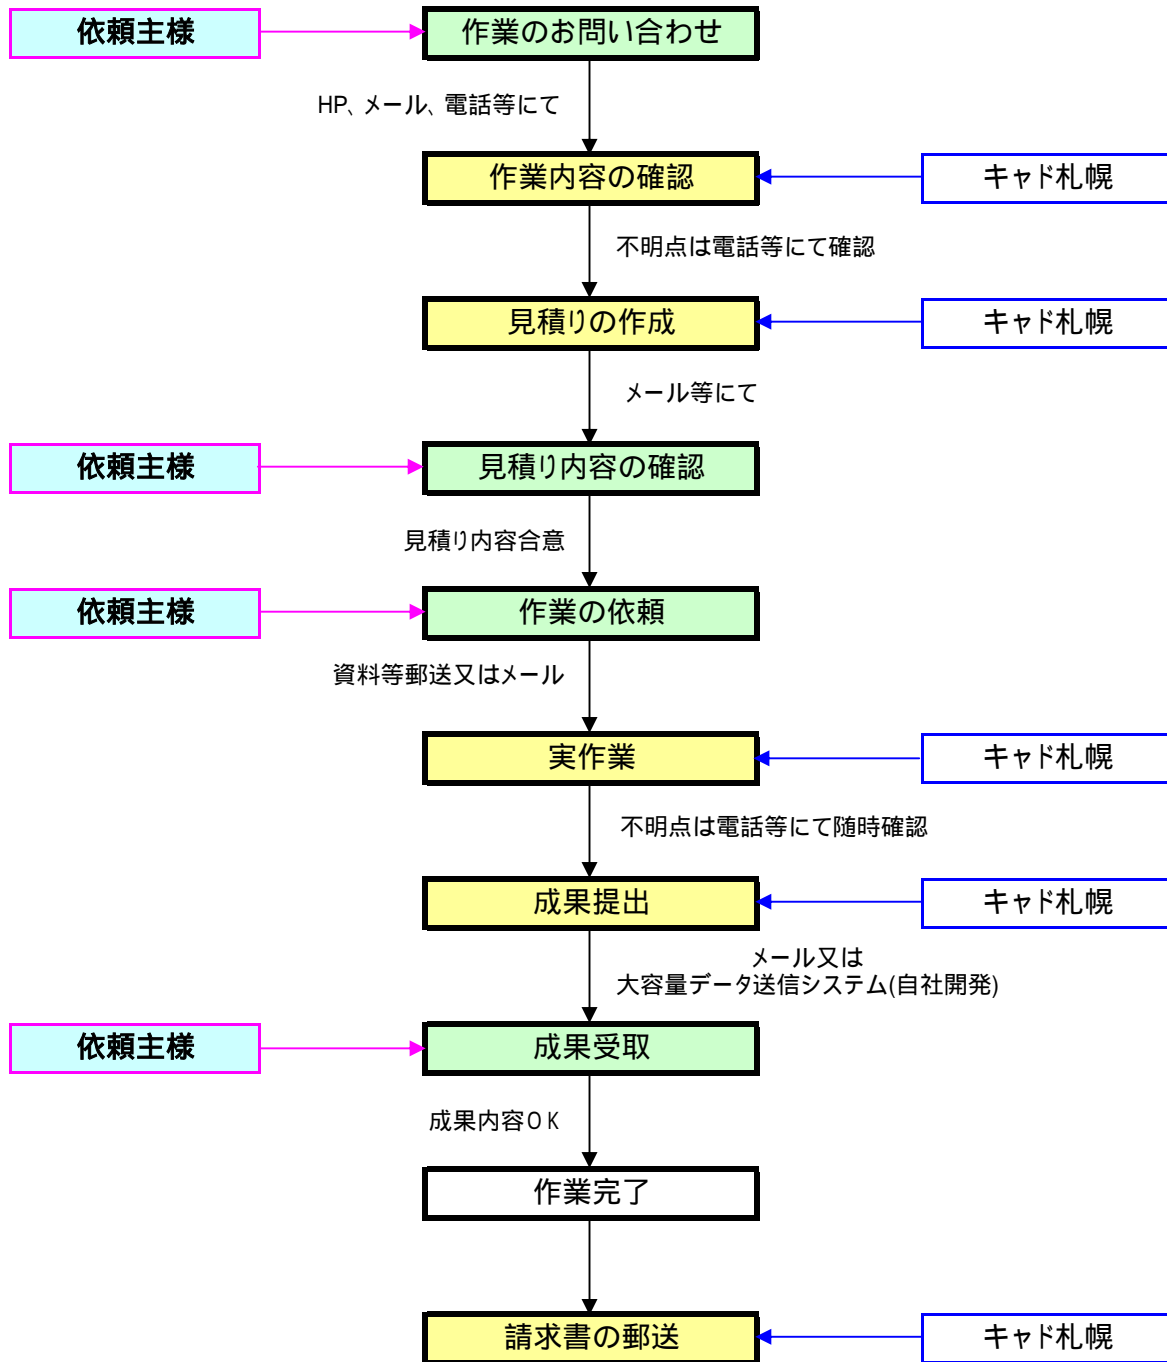 依頼主様
作業のお問い合わせ
HP、メール、電話等にて
作業内容の確認
キャド札幌
不明点は電話等にて確認
見積りの作成
キャド札幌
メール等にて
依頼主様
見積り内容の確認
見積り内容合意
依頼主様
作業の依頼
資料等郵送又はメール
実作業
キャド札幌
不明点は電話等にて随時確認
成果提出
キャド札幌
メール又は
大容量データ送信システム(自社開発)
依頼主様
成果受取
成果内容OK
作業完了
請求書の郵送
キャド札幌